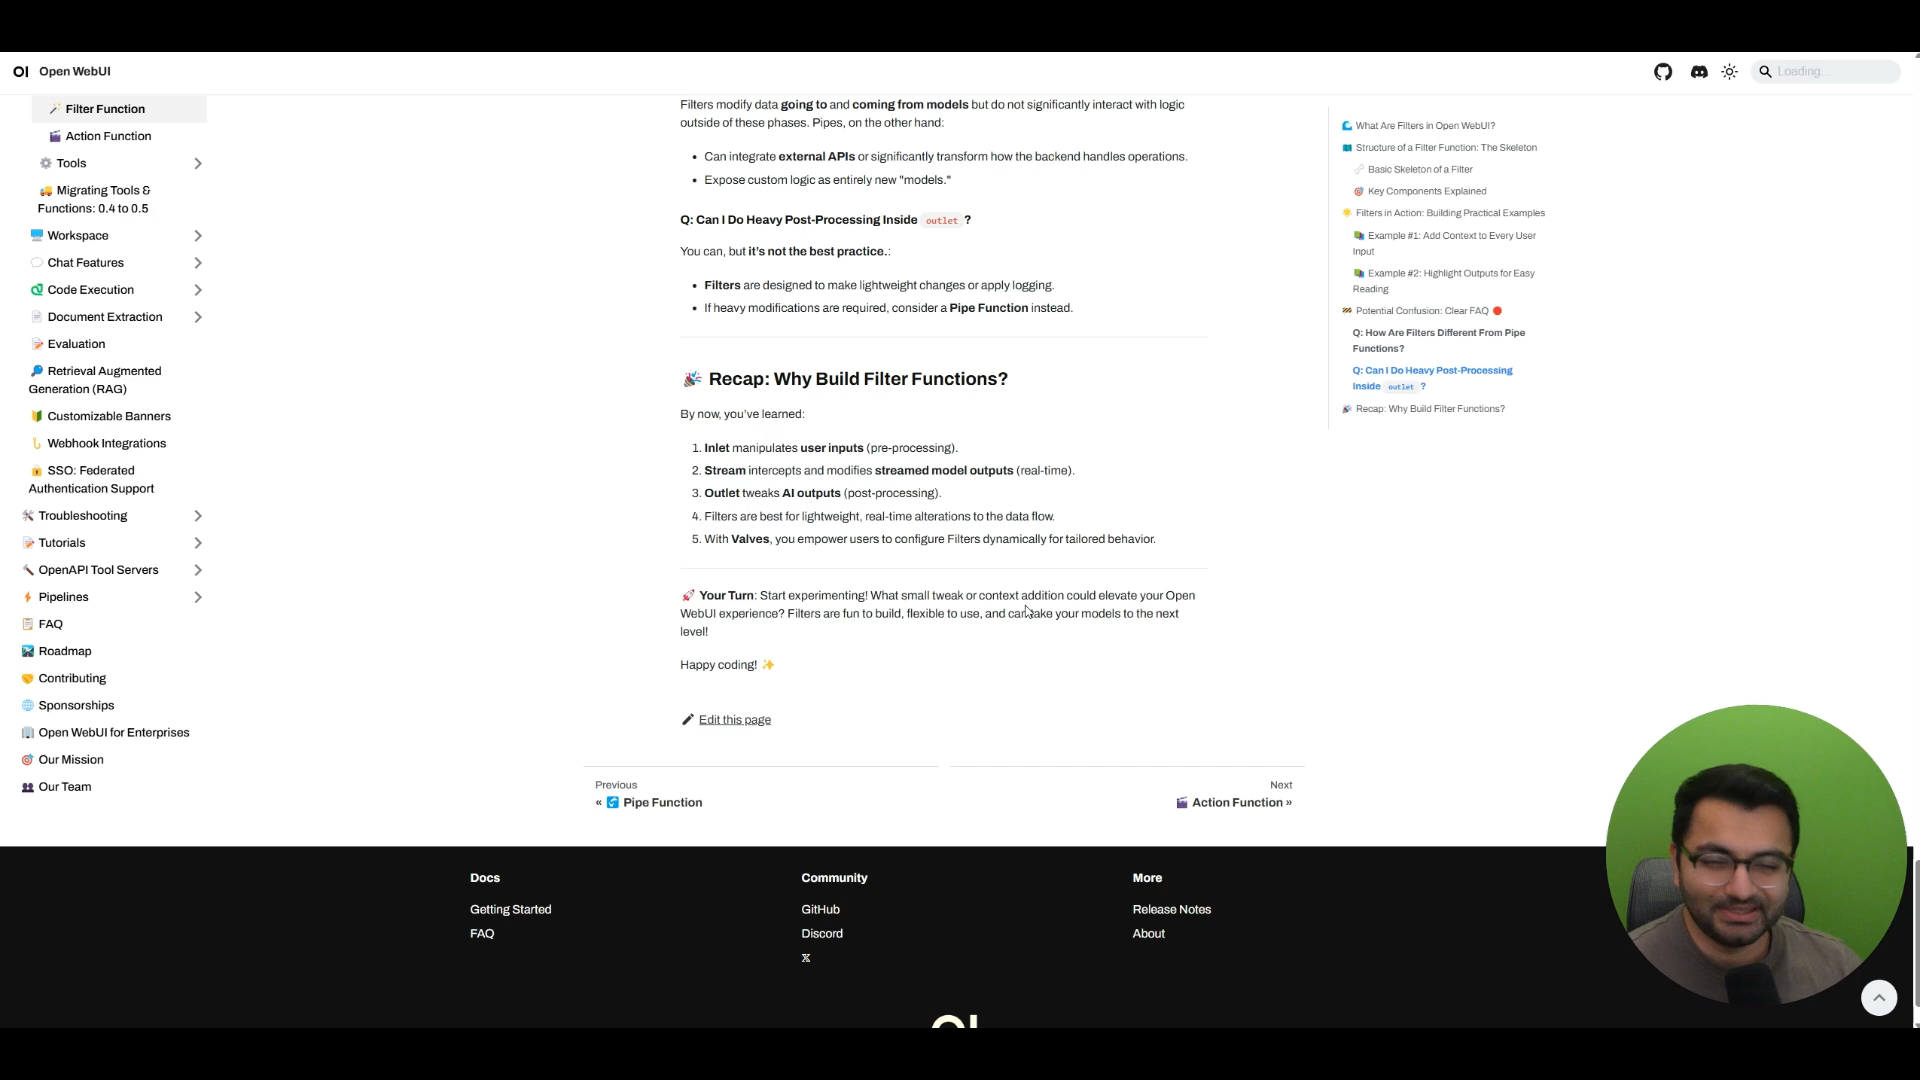 Open WebUI
Loading...
Filter Function
Action Function
Tools
Migrating Tools &
Functions: 0.4 to 0.5
Workspace
Chat Features
Code Execution
Document Extraction
Evaluation
Retrieval Augmented
Generation (RAG)
Customizable Banners
Webhook Integrations
SSO: Federated
Authentication Support
Troubleshooting
Tutorials
OpenAPI Tool Servers
Pipelines
FAQ
Roadmap
Contributing
Sponsorships
Open WebUI for Enterprises
Our Mission
Our Team
Filters modify data going to and coming from models but do not significantly interact with logic
outside of these phases. Pipes, on the other hand:
• Can integrate external APIs or significantly transform how the backend handles operations.
• Expose custom logic as entirely new "models."
Q: Can I Do Heavy Post-Processing Inside outlet ?
You can, but it’s not the best practice.:
• Filters are designed to make lightweight changes or apply logging.
• If heavy modifications are required, consider a Pipe Function instead.
Recap: Why Build Filter Functions?
By now, you’ve learned:
1. Inlet manipulates user inputs (pre-processing).
2. Stream intercepts and modifies streamed model outputs (real-time).
3. Outlet tweaks AI outputs (post-processing).
4. Filters are best for lightweight, real-time alterations to the data flow.
5. With Valves, you empower users to configure Filters dynamically for tailored behavior.
Your Turn: Start experimenting! What small tweak or context addition could elevate your Open
WebUI experience? Filters are fun to build, flexible to use, and can take your models to the next
level!
Happy coding!
Edit this page
Previous
« Pipe Function
Next
Action Function »
What Are Filters in Open WebUI?
Structure of a Filter Function: The Skeleton
Basic Skeleton of a Filter
Key Components Explained
Filters in Action: Building Practical Examples
Example #1: Add Context to Every User
Input
Example #2: Highlight Outputs for Easy
Reading
Potential Confusion: Clear FAQ
Q: How Are Filters Different From Pipe
Functions?
Q: Can I Do Heavy Post-Processing
Inside outlet ?
Recap: Why Build Filter Functions?
Docs
Getting Started
FAQ
Community
GitHub
Discord
X
More
Release Notes
About
OI